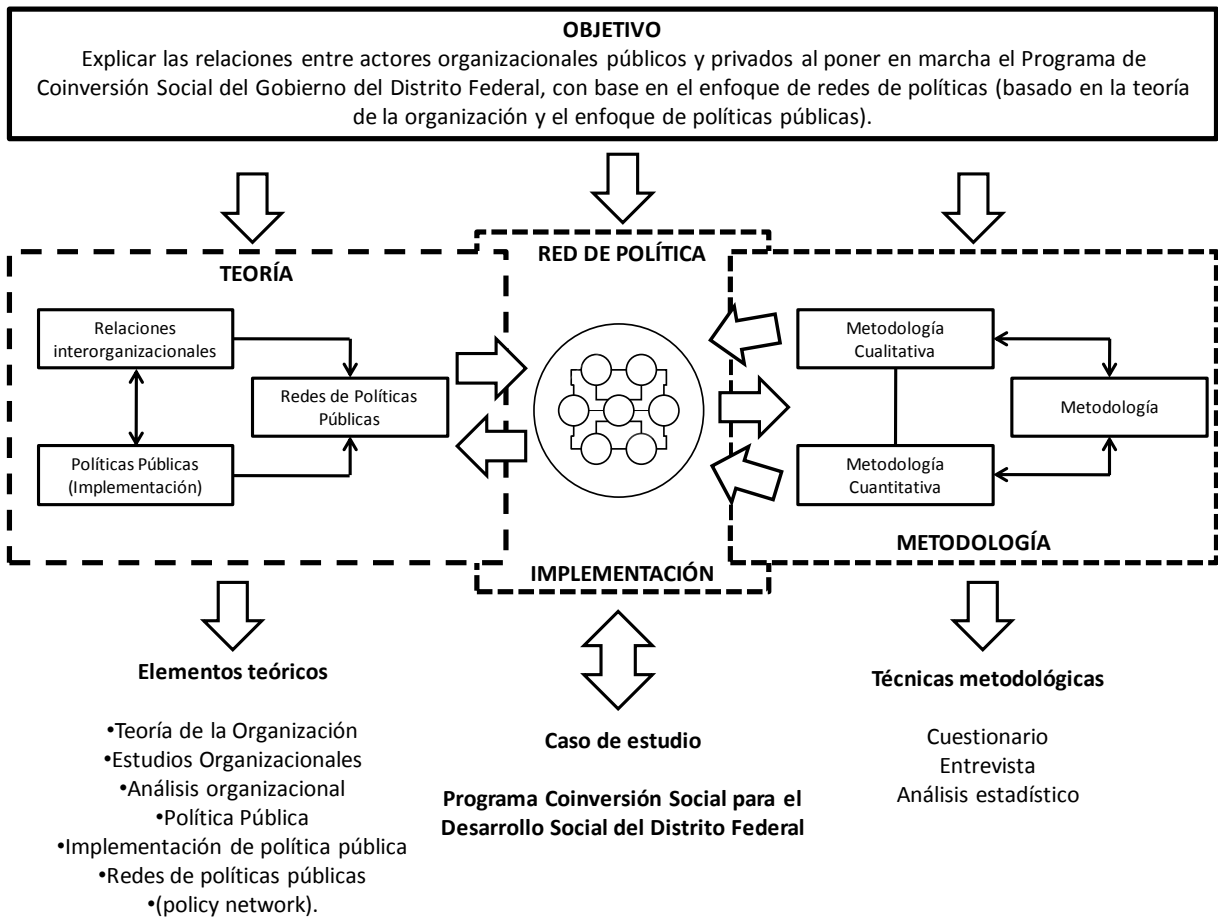 OBJETIVO
Explicar las relaciones entre actores organizacionales públicos y privados al poner en marcha el Programa de
Coinversión Social del Gobierno del Distrito Federal, con base en el enfoque de redes de políticas (basado en la teoría
de la organización y el enfoque de políticas públicas).
TEORÍA
Relaciones
interorganizacionales
Redes de Políticas
Públicas
Políticas Públicas
(Implementación)
RED DE POLÍTICA
IMPLEMENTACIÓN
Metodología
Cualitativa
Metodología
Metodología
Cuantitativa
METODOLOGÍA
Elementos teóricos
•Teoría de la Organización
•Estudios Organizacionales
•Análisis organizacional
•Política Pública
•Implementación de política pública
•Redes de políticas públicas
•(policy network).
Caso de estudio
Programa Coinversión Social para el
Desarrollo Social del Distrito Federal
Técnicas metodológicas
Cuestionario
Entrevista
Análisis estadístico